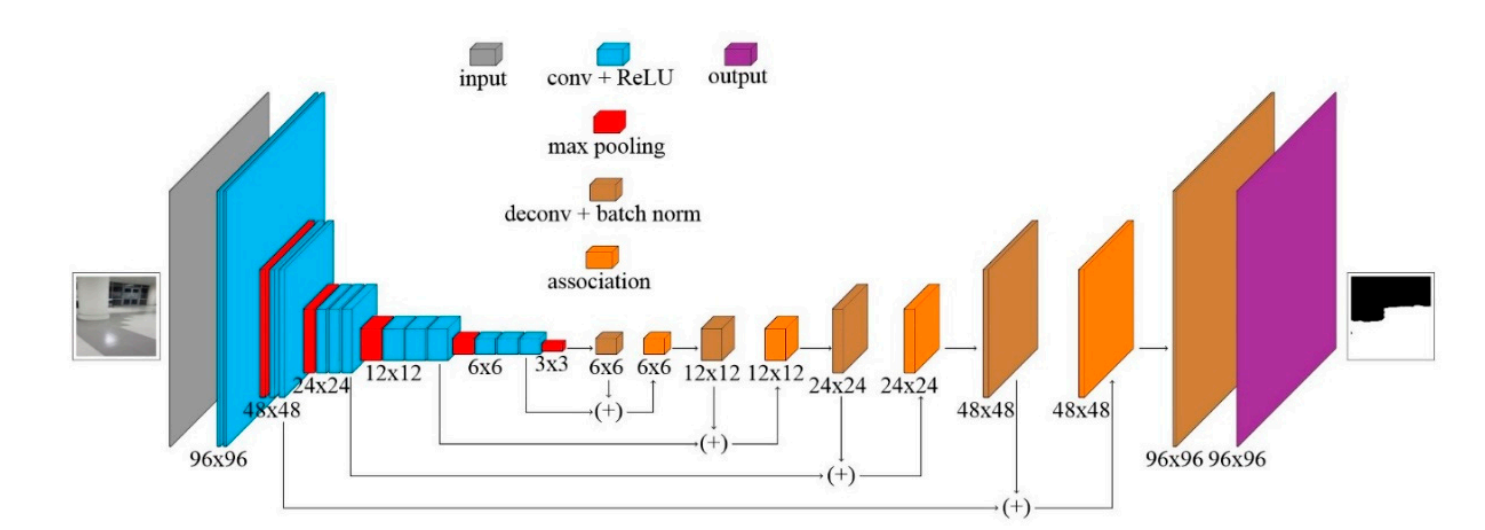 input
conv + ReLU
output
max pooling
deconv + batch norm
association
96x96
48x48
24x24
12x12
6x6
3x3
6x6
6x6
12x12
12x12
24x24
24x24
48x48
48x48
96x96
96x96
(+)
(+)
(+)
(+)